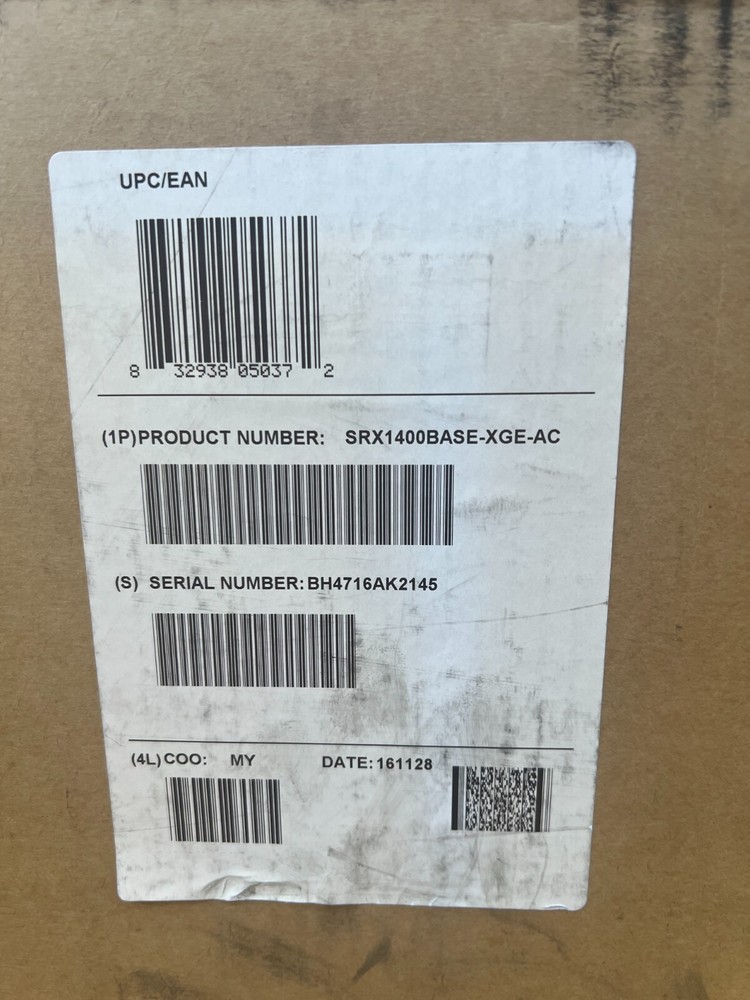 UPC/EAN
8 32938 05037 2
(1P)PRODUCT NUMBER: SRX1400BASE-XGE-AC
(S) SERIAL NUMBER: BH4716AK2145
(4L) COO: MY DATE: 161128